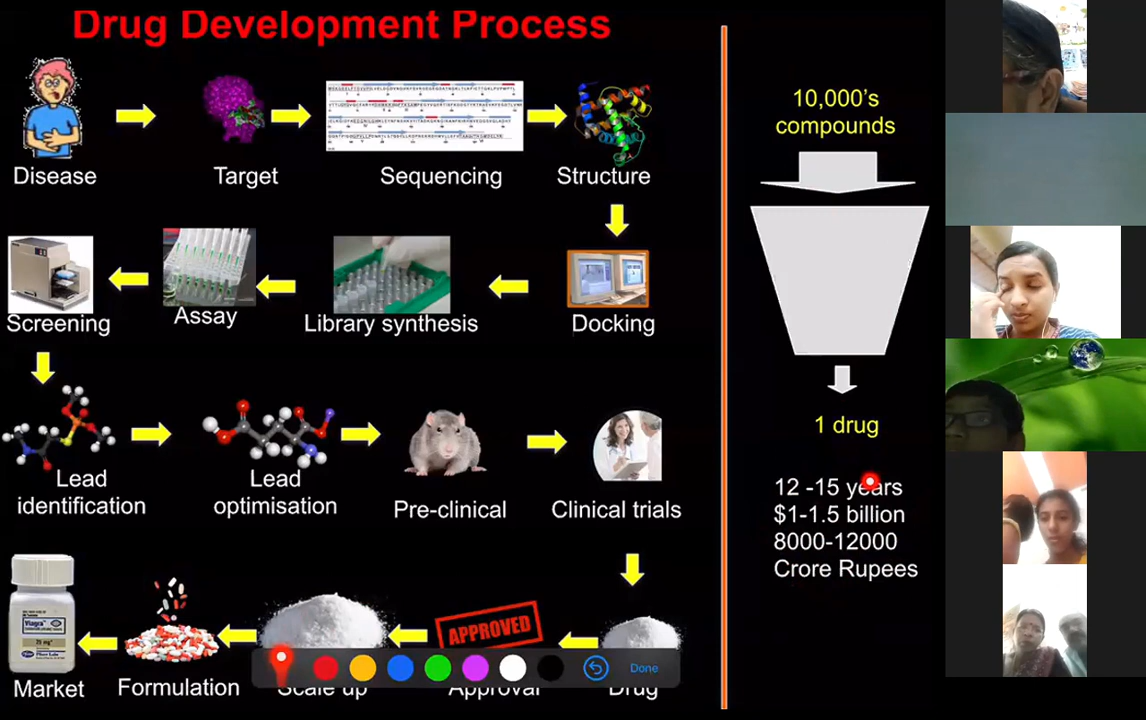 Drug Development Process
Disease
Target
Sequencing
Structure
10,000's
compounds
Screening
Assay
Library synthesis
Docking
1 drug
Lead
identification
Lead
optimisation
Pre-clinical
Clinical trials
12 -15 years
$1-1.5 billion
8000-12000
Crore Rupees
Viagra
APPROVED
Market
Formulation
Scale up
Approval
Drug
Done